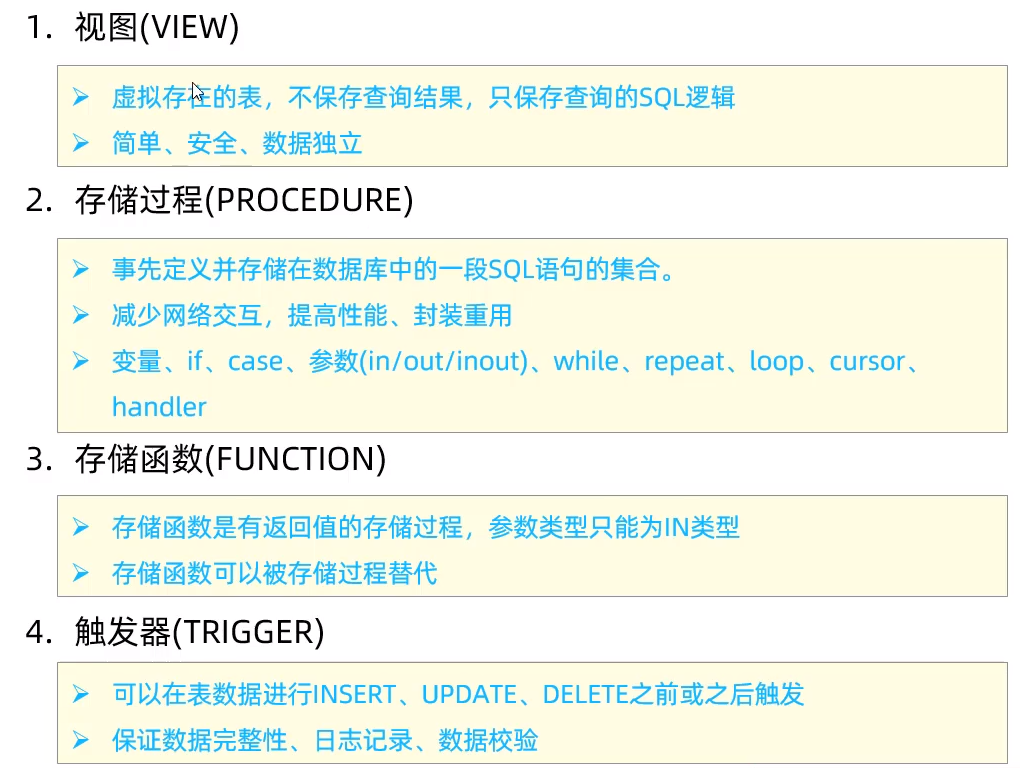 1. 视图(VIEW)
虚拟存在的表，不保存查询结果，只保存查询的SQL逻辑
简单、安全、数据独立
2. 存储过程(PROCEDURE)
事先定义并存储在数据库中的一段SQL语句的集合。
减少网络交互，提高性能、封装重用
变量、if、case、参数(in/out/inout)、while、repeat、loop、cursor、
handler
3. 存储函数(FUNCTION)
存储函数是有返回值的存储过程，参数类型只能为IN类型
存储函数可以被存储过程替代
4. 触发器(TRIGGER)
可以在表数据进行INSERT、UPDATE、DELETE之前或之后触发
保证数据完整性、日志记录、数据校验